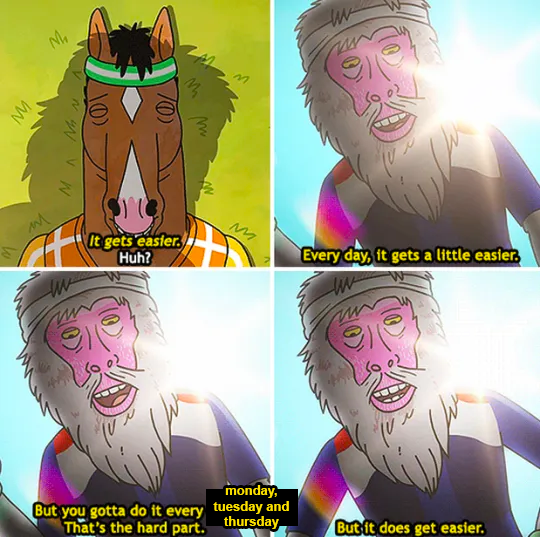 It gets easier.
Huh?
Every day, it gets a little easier.
But you gotta do it every
monday,
tuesday and
thursday
That's the hard part.
But it does get easier.